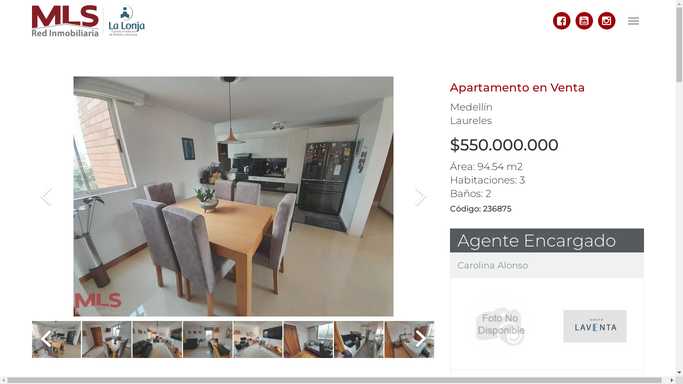 MLS
Red Inmobiliaria
La Lonja
Apartamento en Venta
Medellín
Laureles
$550.000.000
Área: 94.54 m2
Habitaciones: 3
Baños: 2
Código: 236875
Agente Encargado
Carolina Alonso
Foto No
Disponible
LAVENTA
MLS